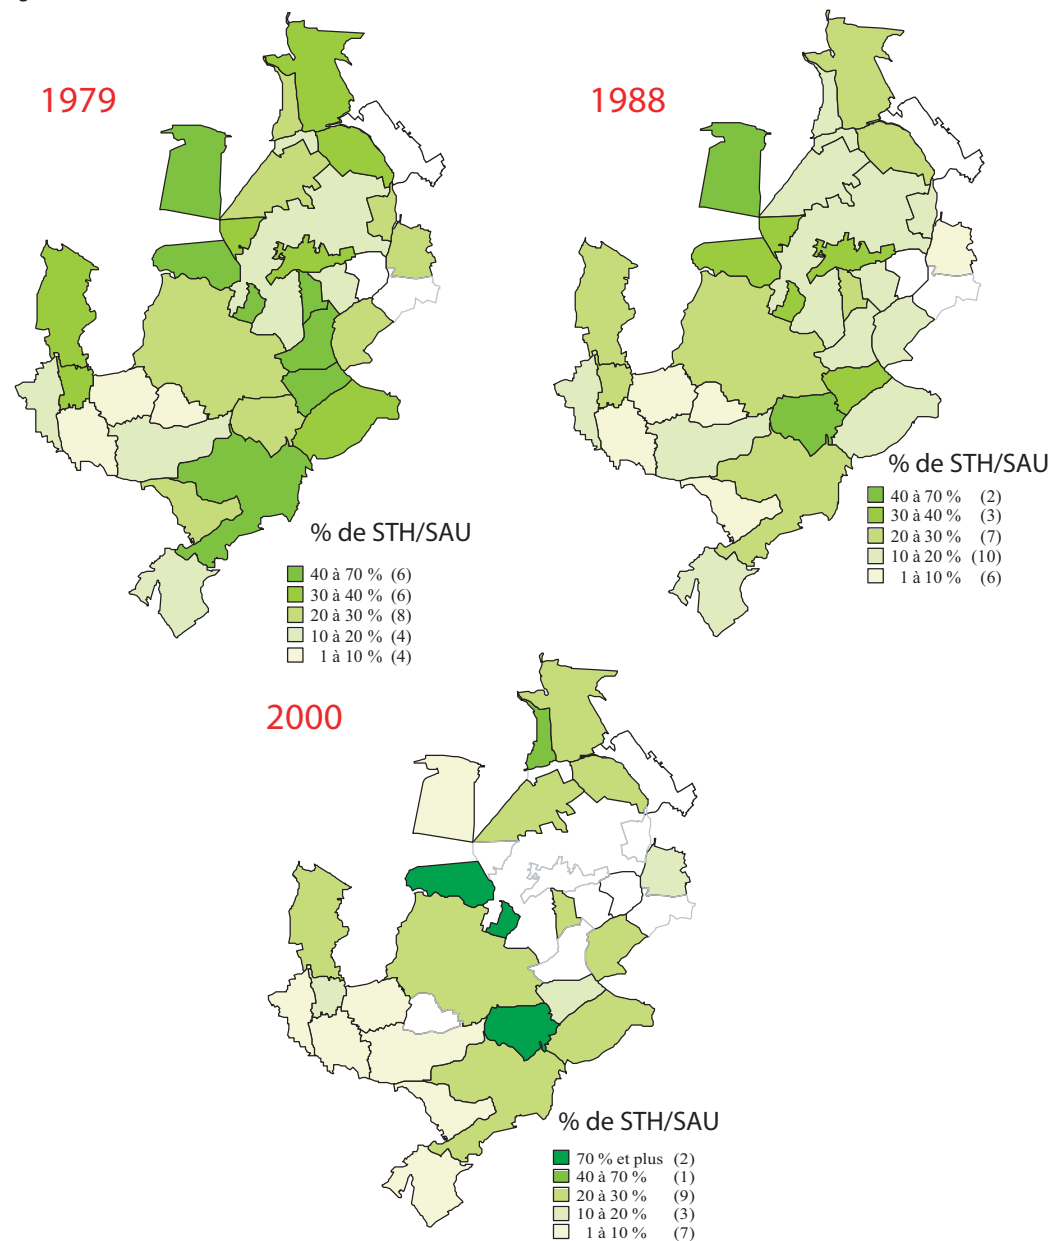 1979
1988
% de STH/SAU
40 à 70 % (2)
30 à 40 % (3)
20 à 30 % (7)
10 à 20 % (10)
1 à 10 % (6)
% de STH/SAU
40 à 70 % (6)
30 à 40 % (6)
20 à 30 % (8)
10 à 20 % (4)
1 à 10 % (4)
2000
% de STH/SAU
70 % et plus (2)
40 à 70 % (1)
20 à 30 % (9)
10 à 20 % (3)
1 à 10 % (7)